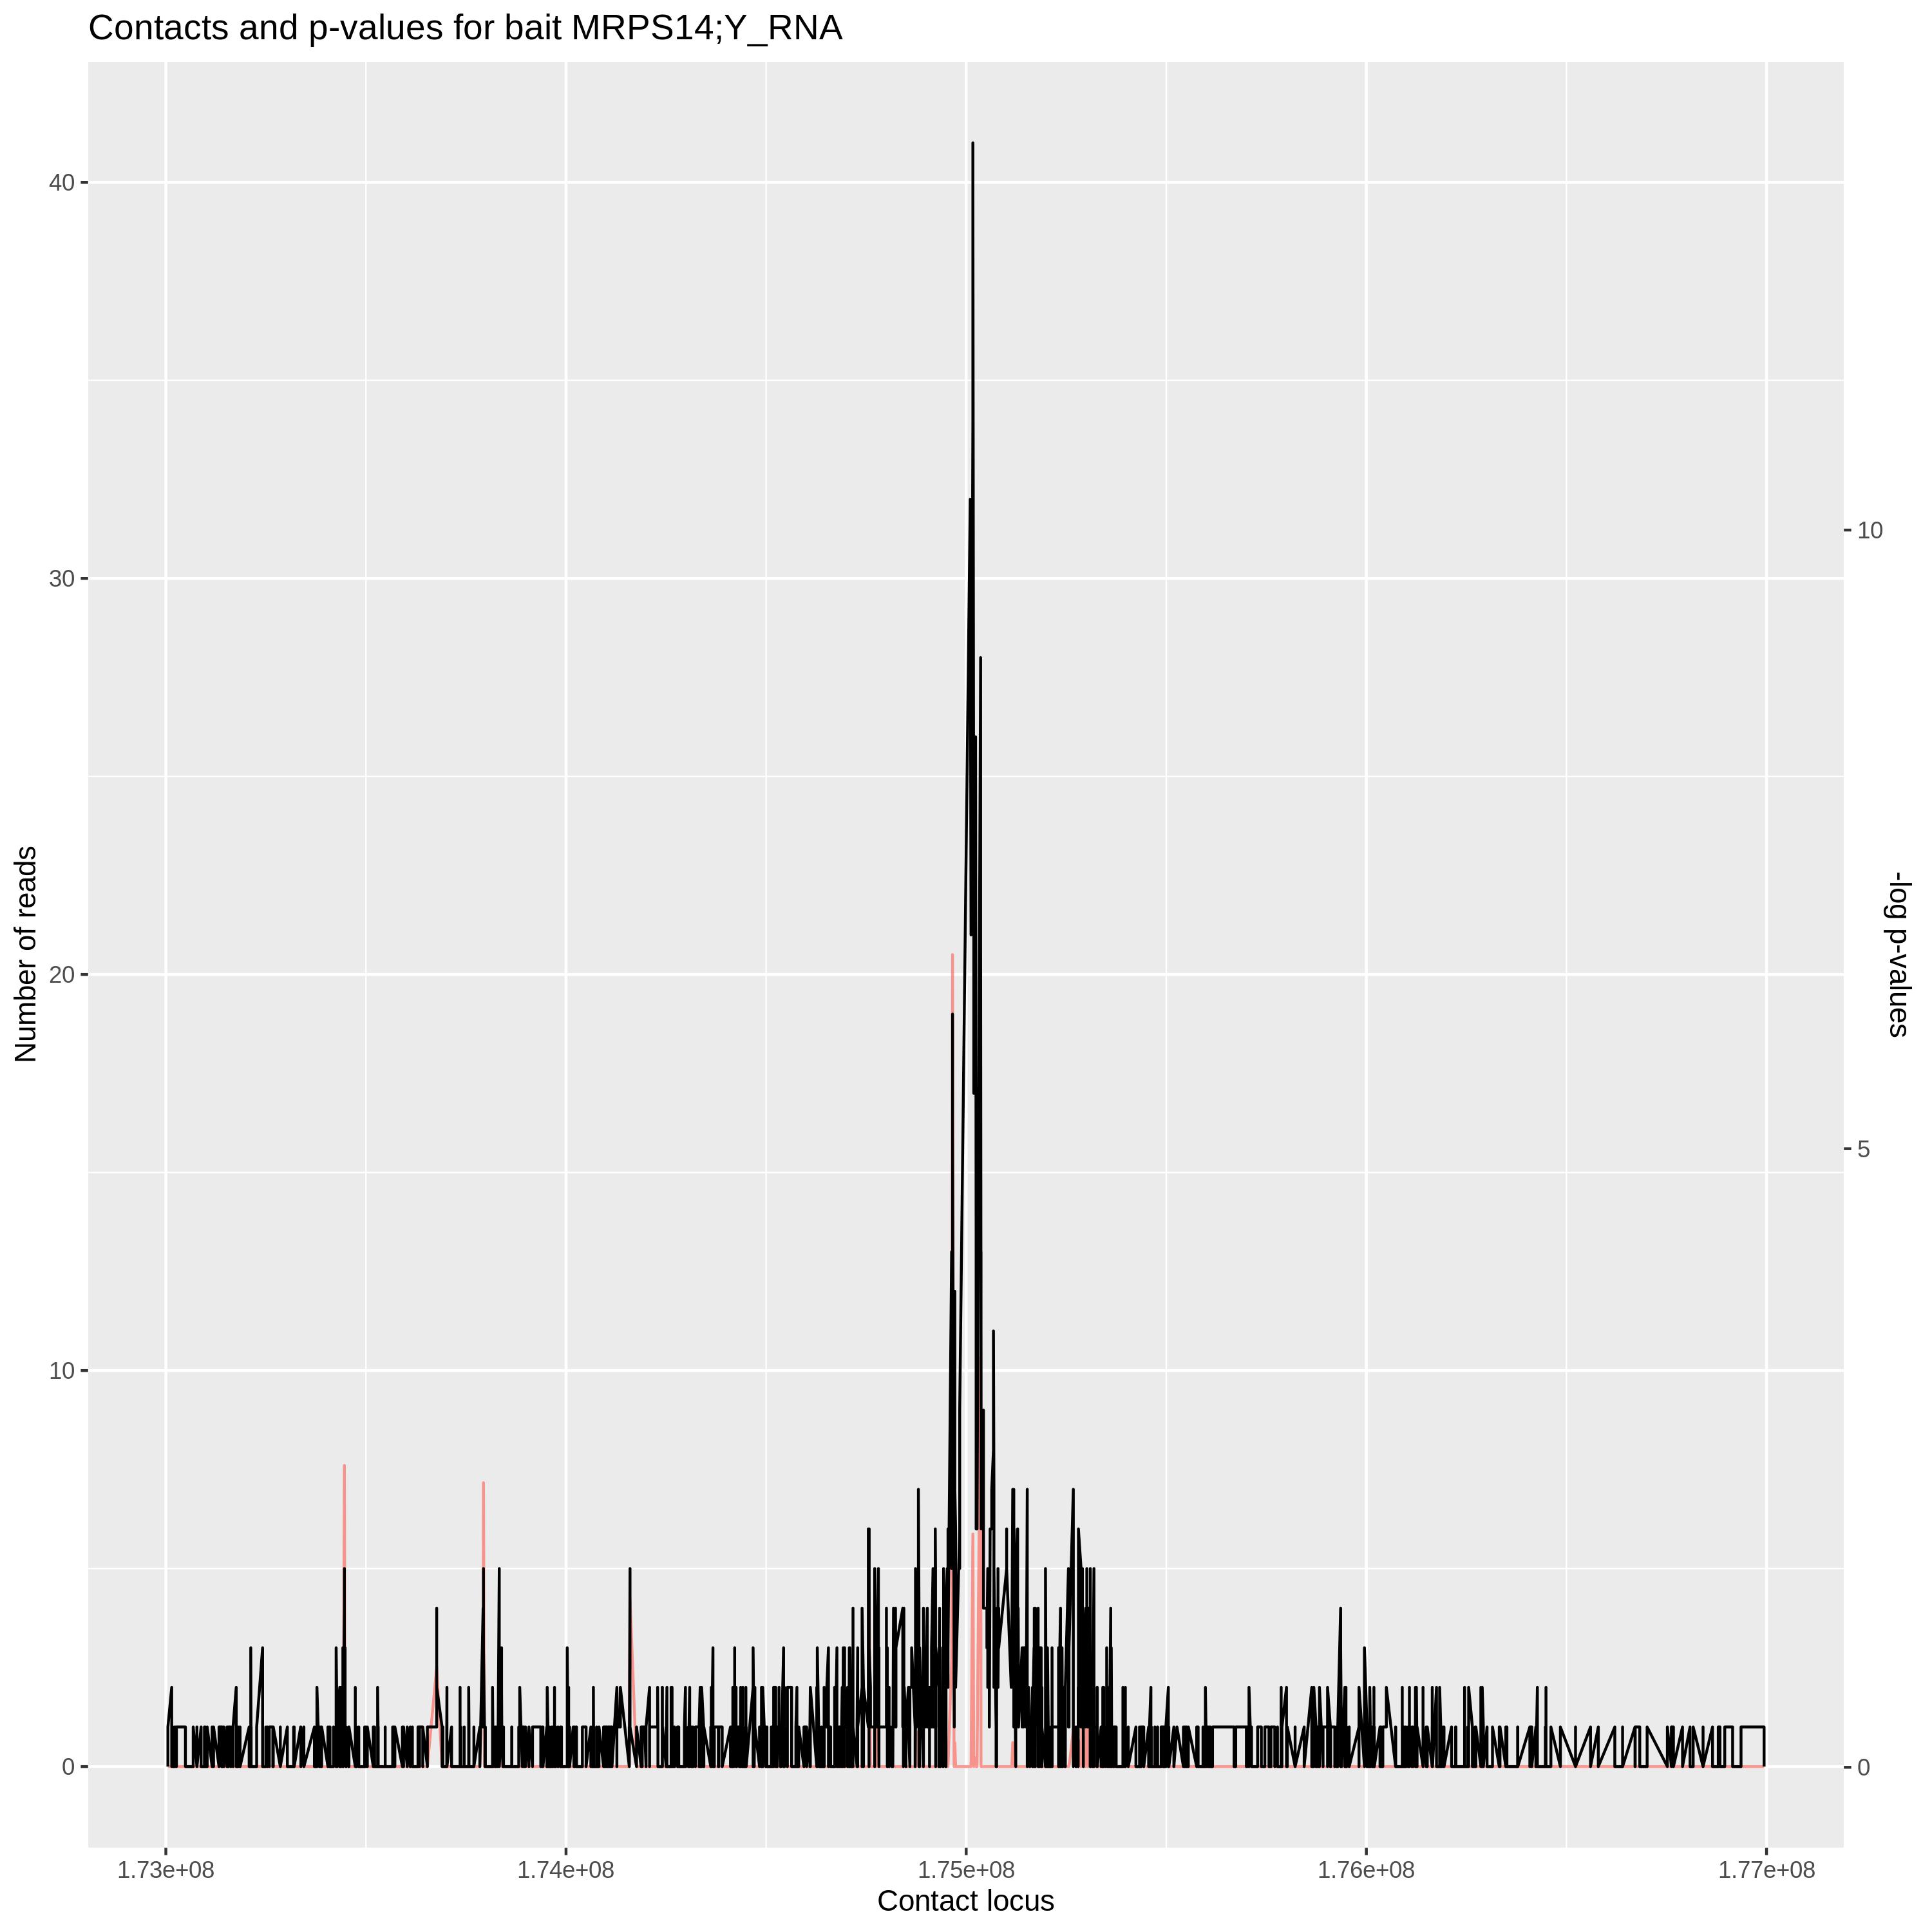 Contacts and p-values for bait MRPS14;Y_RNA
40
30
20
10
0
Number of reads
10
5
0
-log p-values
1.73e+08
1.74e+08
1.75e+08
1.76e+08
1.77e+08
Contact locus